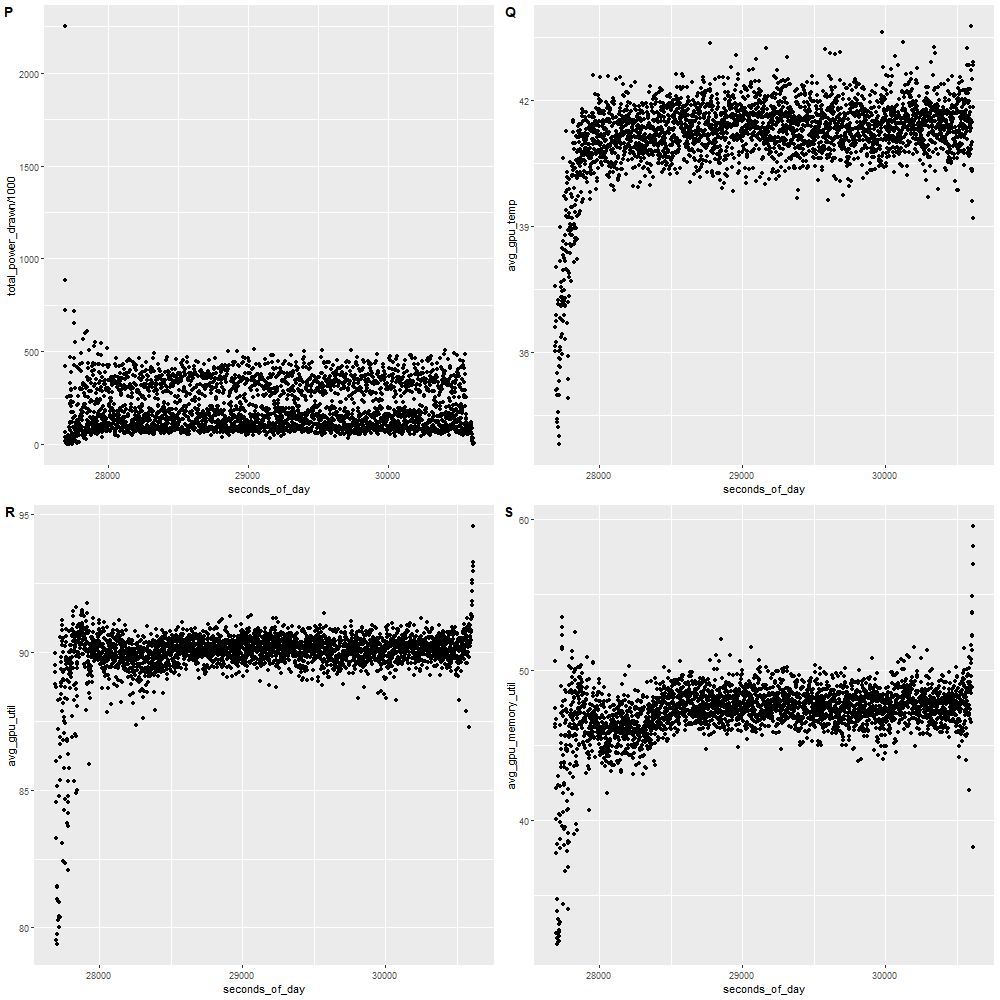 P
total_power_drawn/1000
2000
1500
1000
500
0
28000 29000 30000
seconds_of_day
Q
avg_gpu_temp
42
39
36
28000 29000 30000
seconds_of_day
R
avg_gpu_util
95
90
85
80
28000 29000 30000
seconds_of_day
S
avg_gpu_memory_util
60
50
40
28000 29000 30000
seconds_of_day